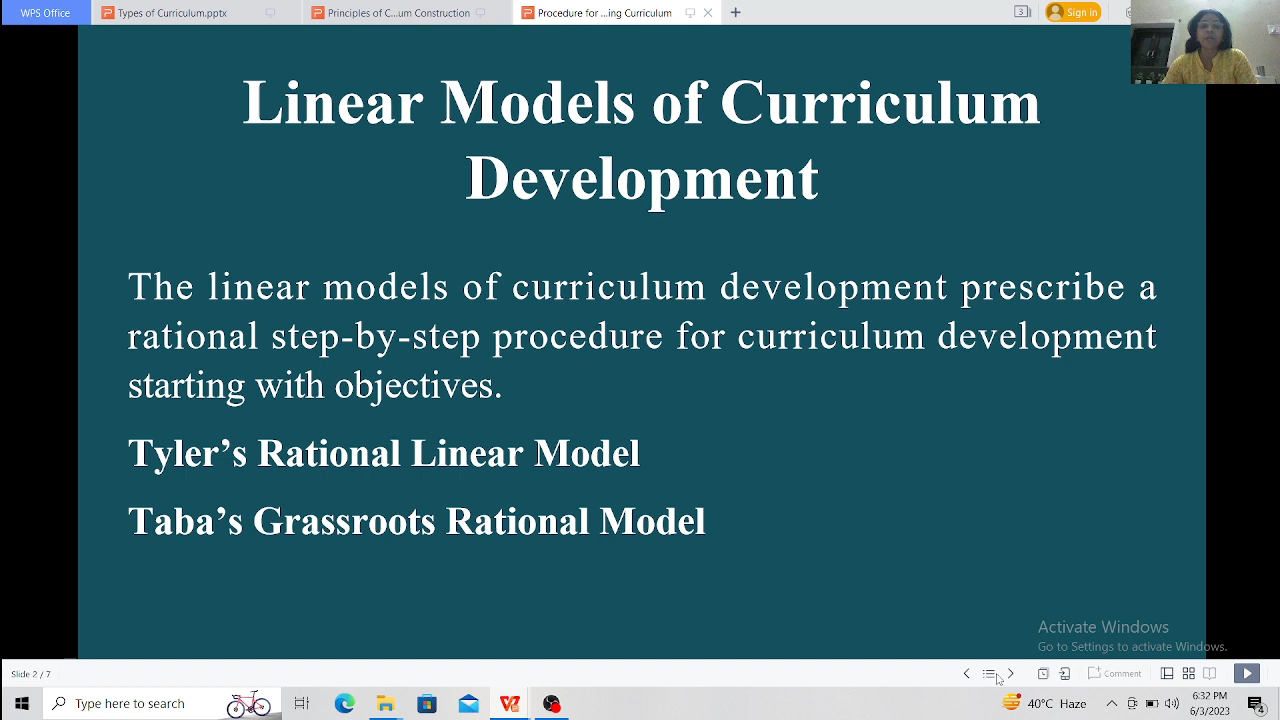 WPS Office
Types of Curriculum.pptx
Principles of C...um Construction
Procedure for ...ing Curriculum
3
Sign in
Linear Models of Curriculum
Development
The linear models of curriculum development prescribe a
rational step-by-step procedure for curriculum development
starting with objectives.
Tyler's Rational Linear Model
Taba's Grassroots Rational Model
Activate Windows
Go to Settings to activate Windows.
Slide 2 / 7
Comment
Type here to search
40°C Haze
6:32 PM
6/3/2023
4